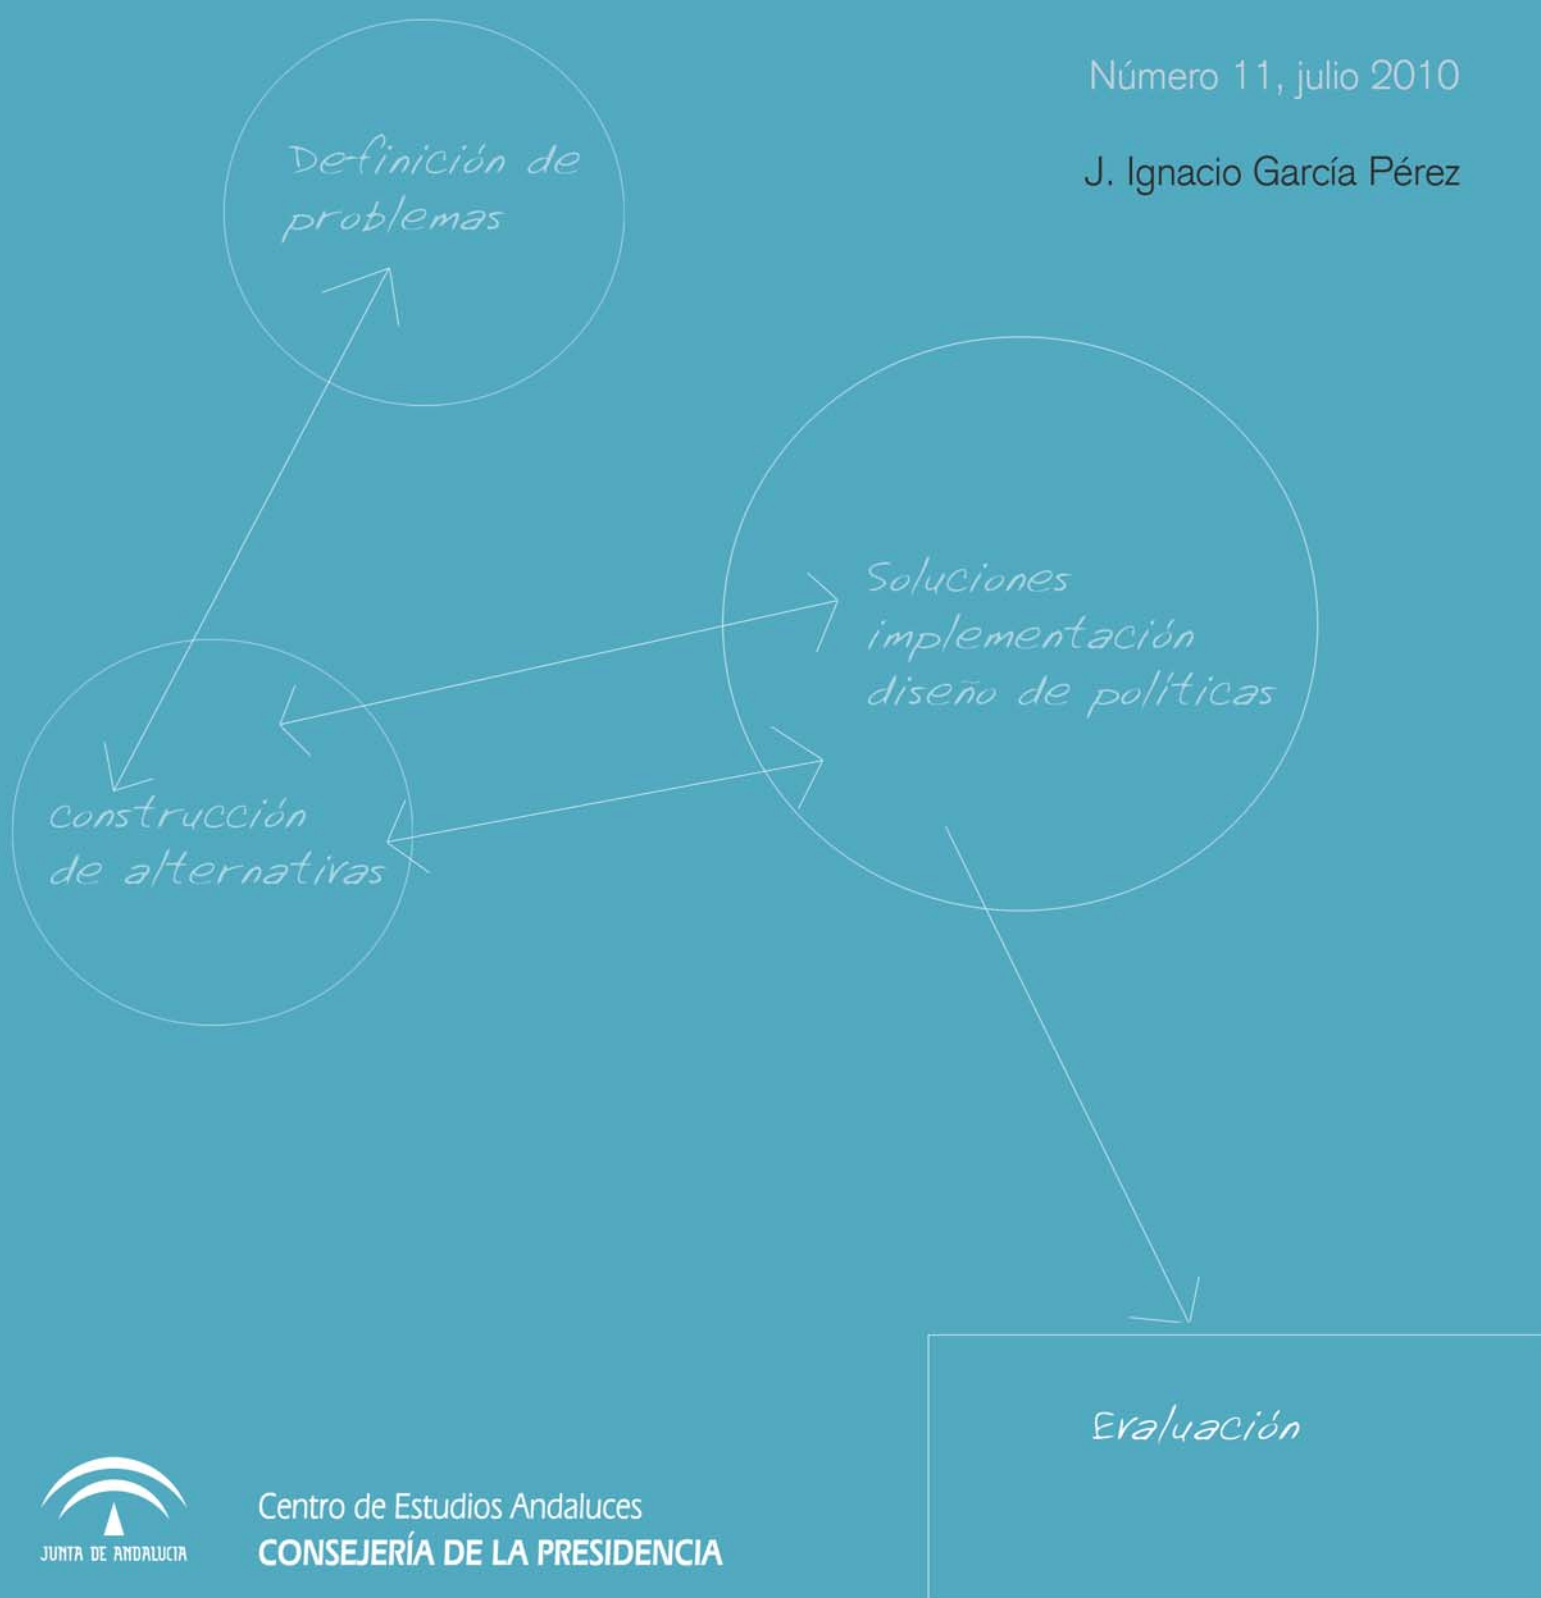 Número 11, julio 2010
J. Ignacio García Pérez
Definición de
problemas
Soluciones
implementación
diseño de políticas
construcción
de alternativas
Evaluación
JUNTA DE ANDALUCIA
Centro de Estudios Andaluces
CONSEJERÍA DE LA PRESIDENCIA